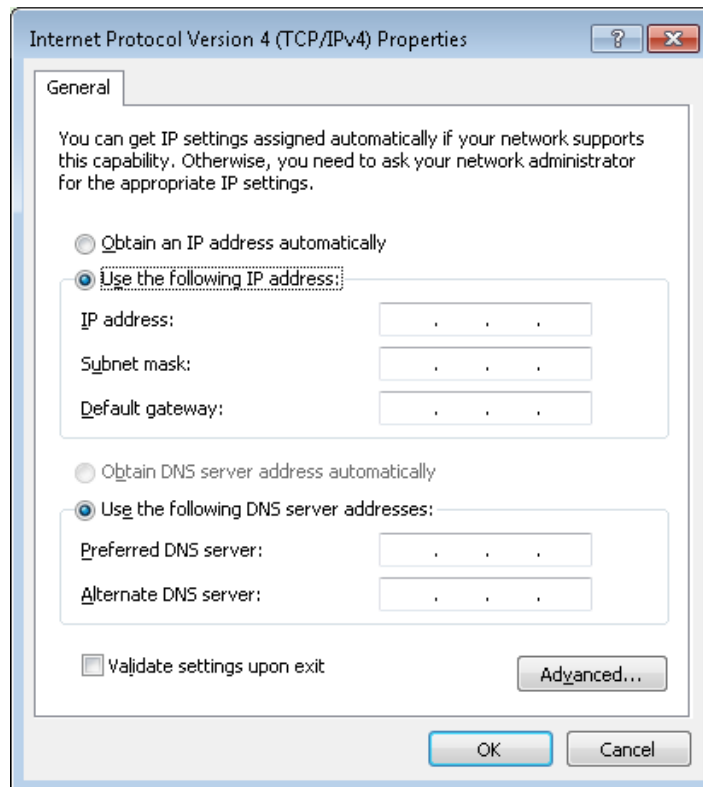 Internet Protocol Version 4 (TCP/IPv4) Properties
General
You can get IP settings assigned automatically if your network supports
this capability. Otherwise, you need to ask your network administrator
for the appropriate IP settings.
Obtain an IP address automatically
Use the following IP address:
IP address: . . .
Subnet mask: . . .
Default gateway: . . .
Obtain DNS server address automatically
Use the following DNS server addresses:
Preferred DNS server: . . .
Alternate DNS server: . . .
Validate settings upon exit
Advanced...
OK Cancel